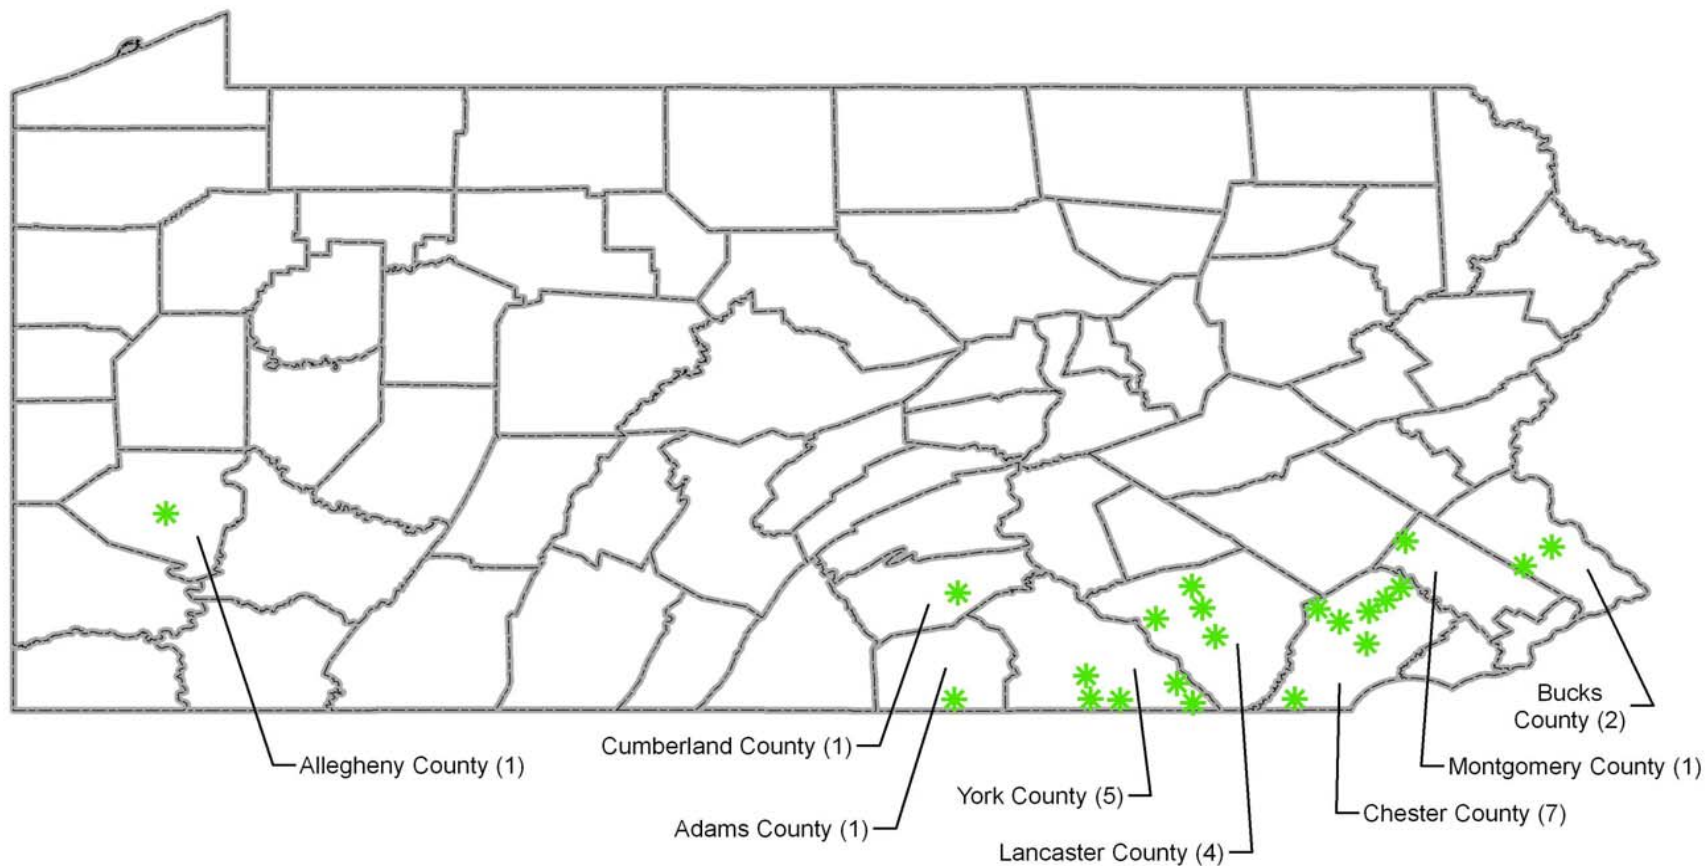 Bucks
County (2)
Cumberland County (1)
Allegheny County (1)
Montgomery County (1)
York County (5)
Chester County (7)
Adams County (1)
Lancaster County (4)